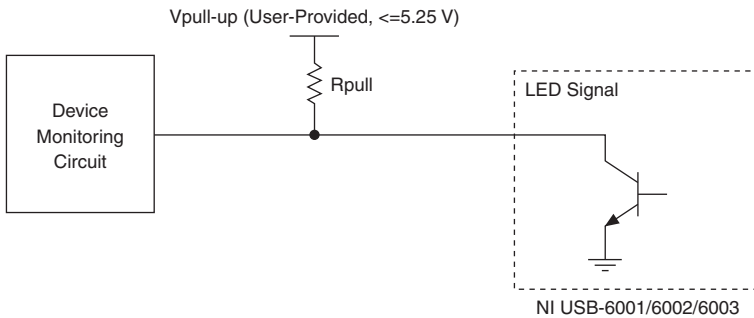 Vpull-up (User-Provided, <=5.25 V)
Rpull
Device
Monitoring
Circuit
LED Signal
NI USB-6001/6002/6003